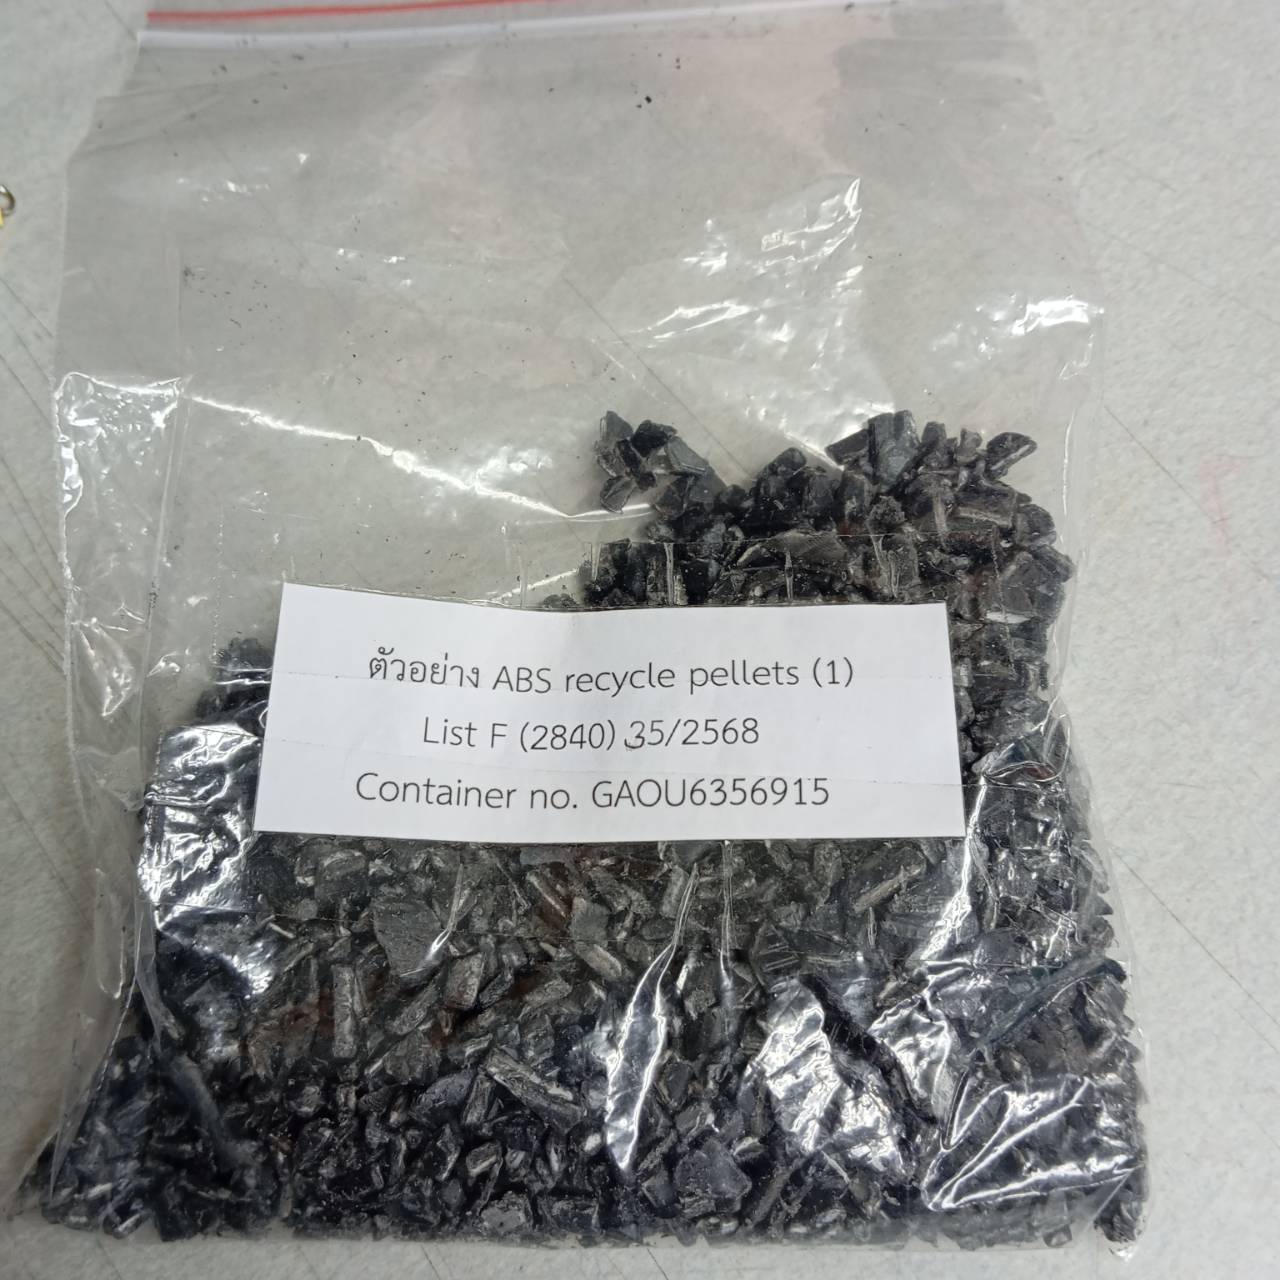 ตัวอย่าง ABS recycle pellets (1)
List F (2840) 35/2568
Container no. GAOU6356915